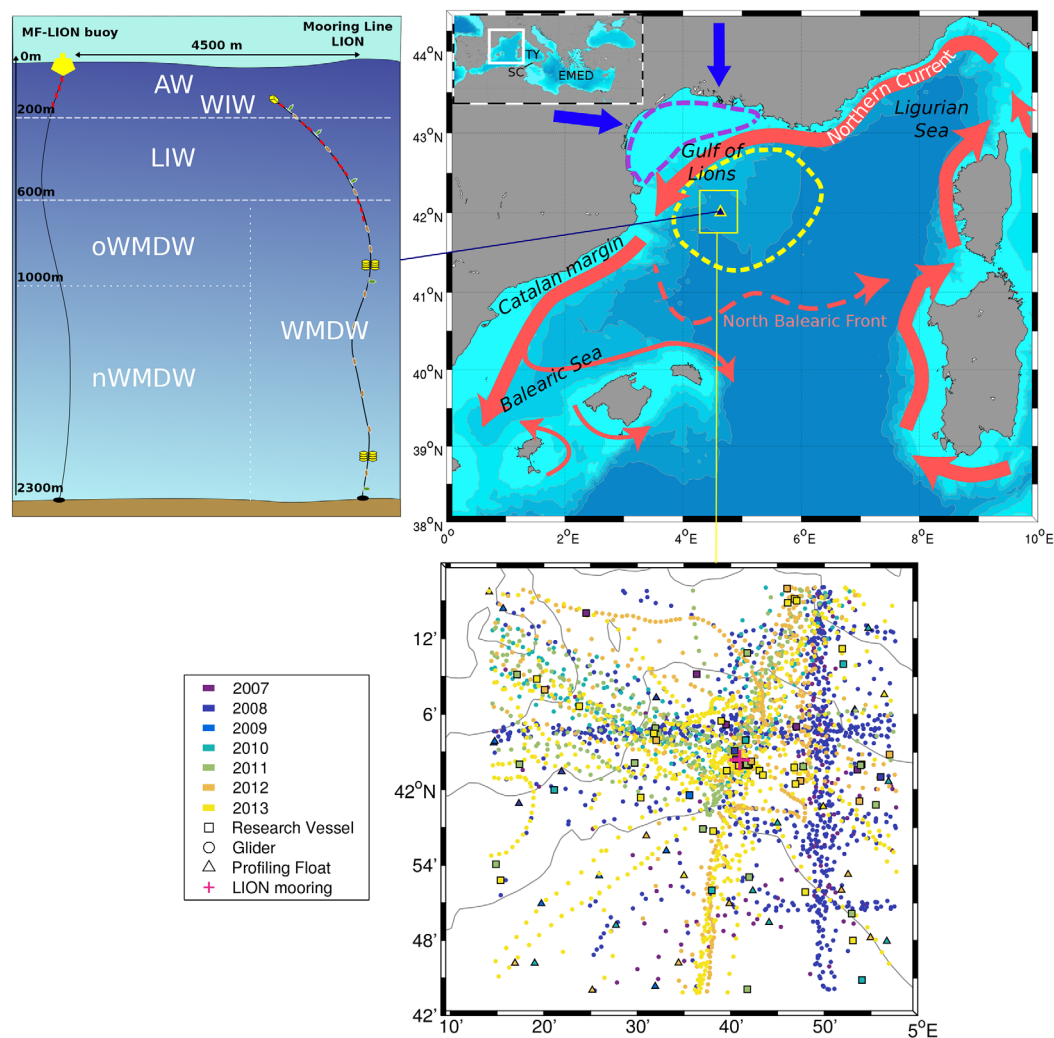 MF-LION buoy
Mooring Line
LION
4500 m
0m
AW
WIW
200m
LIW
600m
oWMDW
1000m
WMDW
nWMDW
2300m
44°N
43°N
42°N
41°N
40°N
39°N
38°N
0°
2°E
4°E
6°E
8°E
10°E
TY
SC
EMED
Northern Current
Ligurian
Sea
Gulf of
Lions
Catalan margin
North Balearic Front
Balearic Sea
12'
6'
42°N
54'
48'
42'
10'
20'
30'
40'
50'
5°E
2007
2008
2009
2010
2011
2012
2013
Research Vessel
Glider
Profiling Float
LION mooring